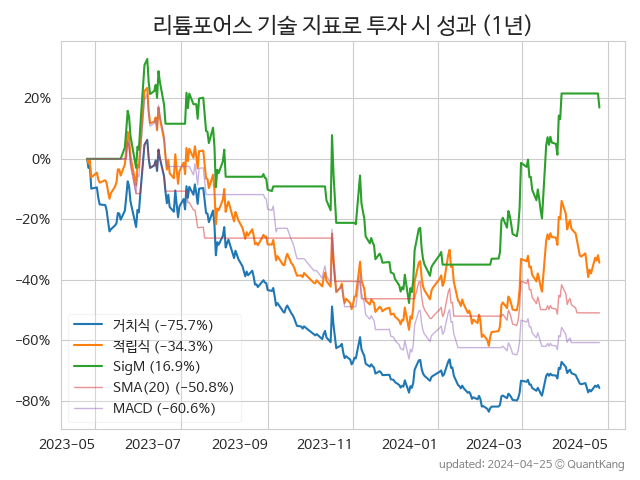 리튬포어스 기술 지표로 투자 시 성과 (1년)
20%
0%
−20%
−40%
−60%
−80%
거치식 (−75.7%)
적립식 (−34.3%)
SigM (16.9%)
SMA(20) (−50.8%)
MACD (−60.6%)
2023-05
2023-07
2023-09
2023-11
2024-01
2024-03
2024-05
updated: 2024-04-25 © QuantKang